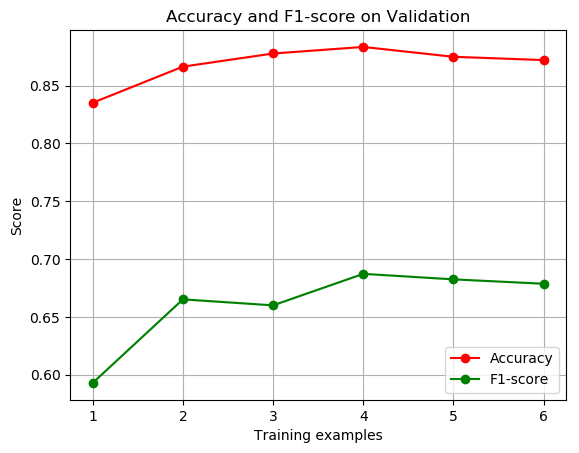 Accuracy and F1-score on Validation
Score
0.85
0.80
0.75
0.70
0.65
0.60
Accuracy
F1-score
1 2 3 4 5 6
Training examples